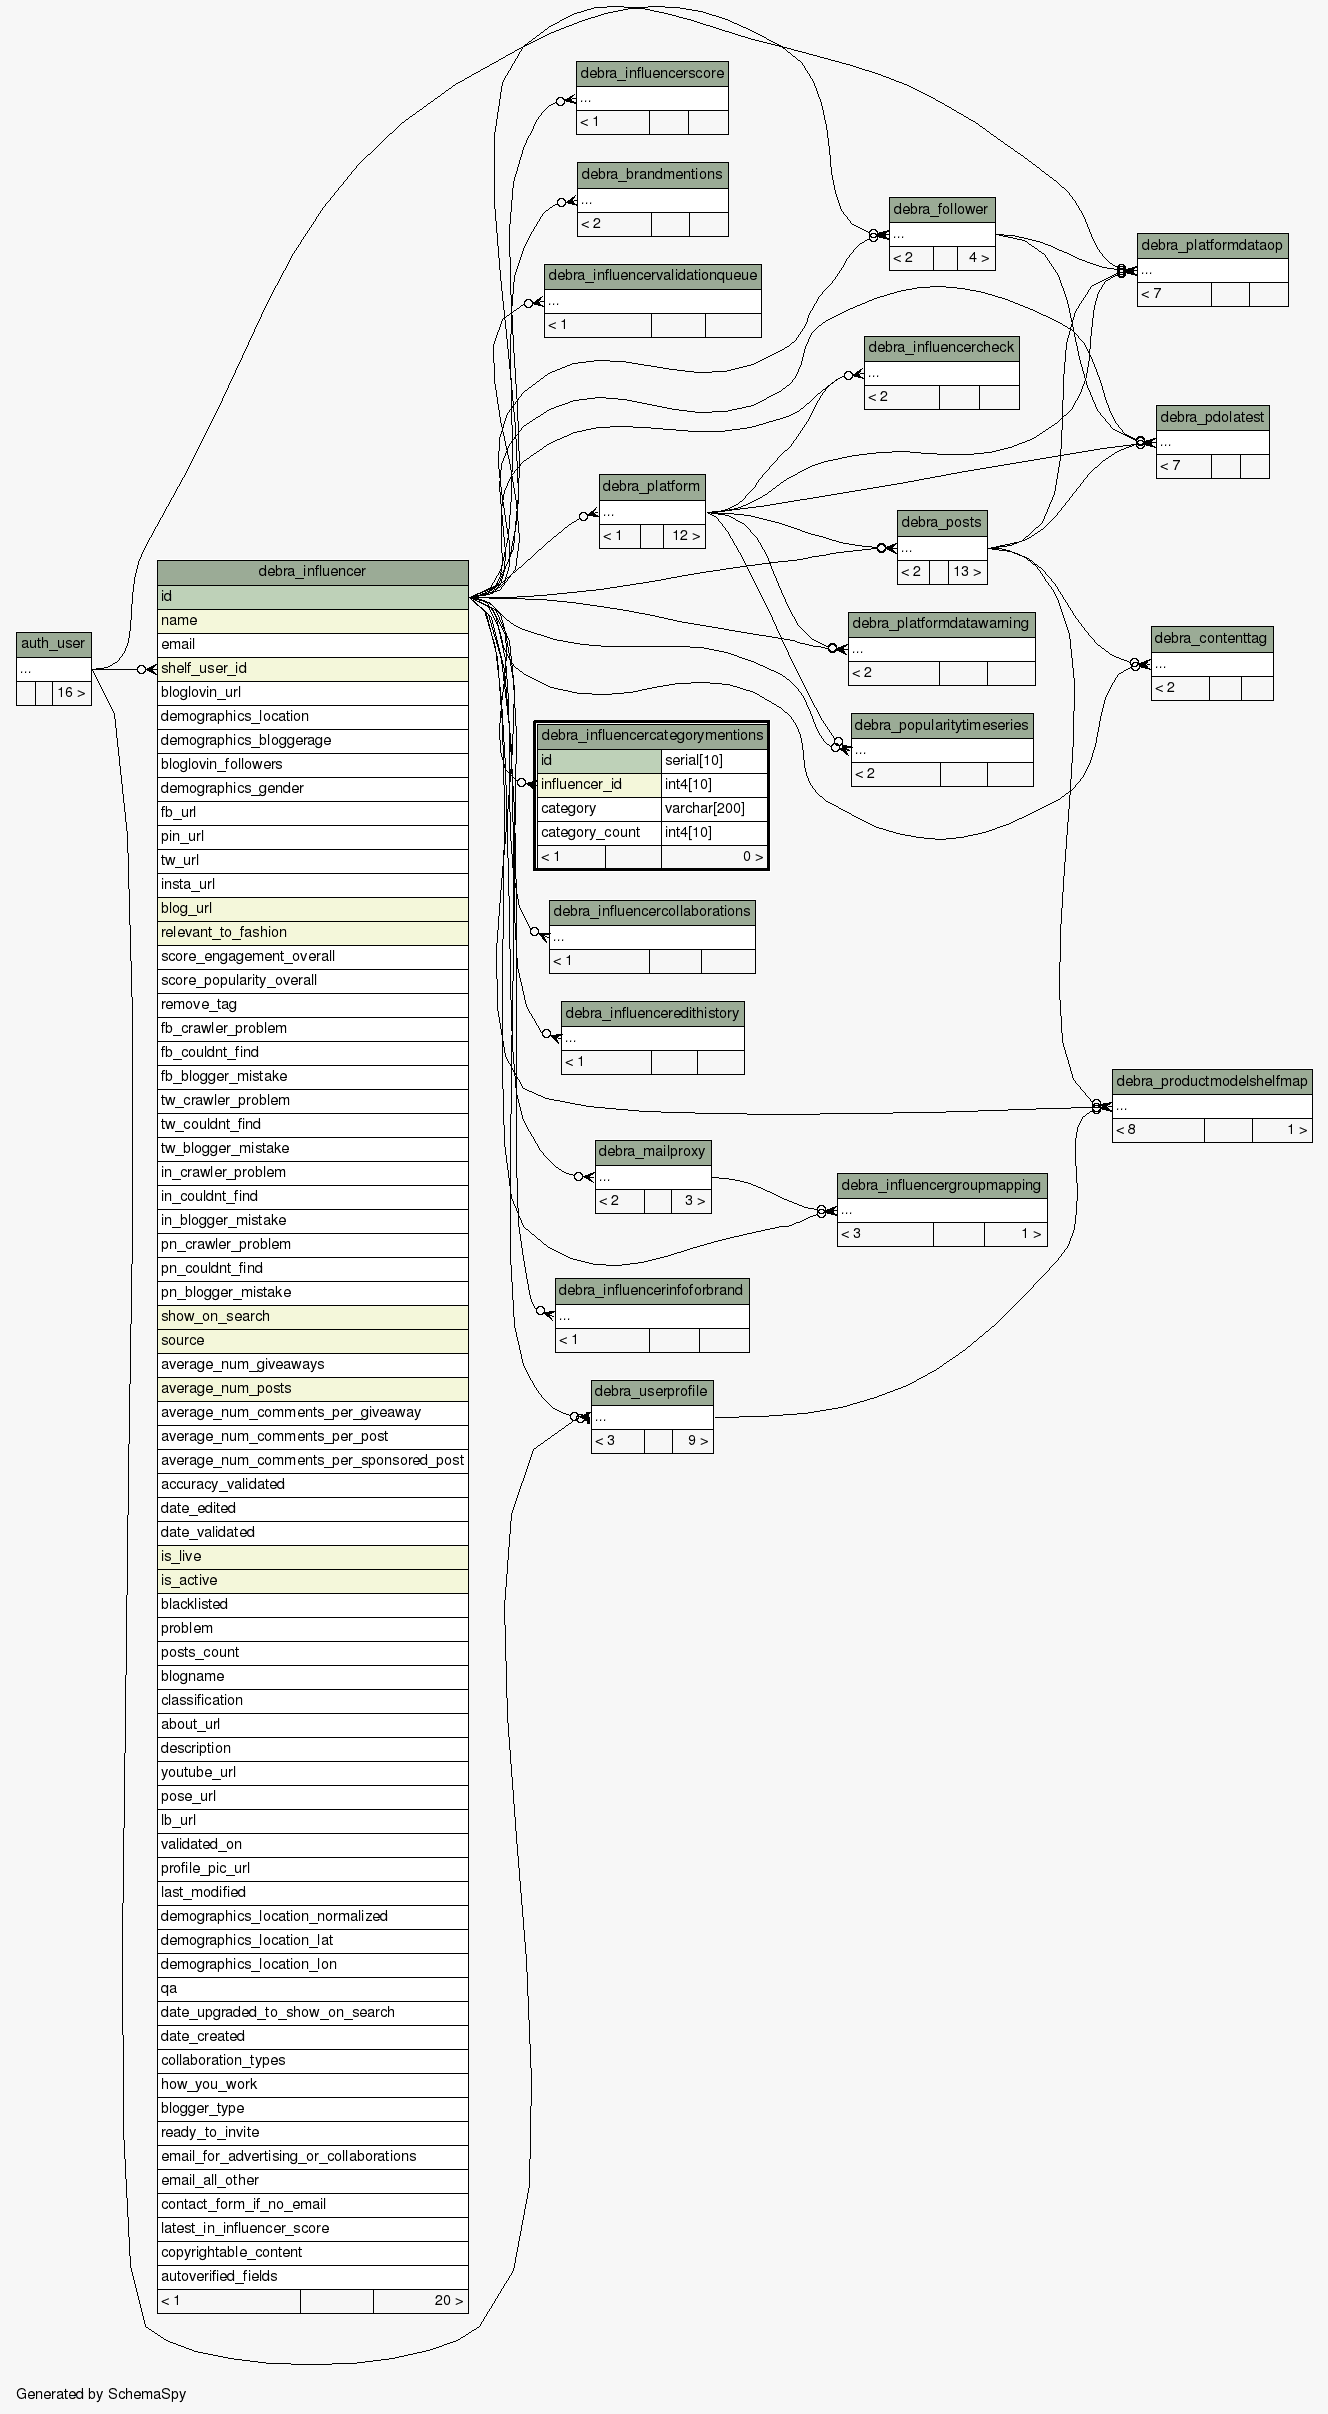 debra_influencerscore
...
< 1
debra_brandmentions
...
< 2
debra_follower
...
< 2 4 >
debra_platformdataop
...
< 7
debra_influencervalidationqueue
...
< 1
debra_influencercheck
...
< 2
debra_pdolatest
...
< 7
debra_platform
...
< 1 12 >
debra_posts
...
< 2 13 >
debra_platformdatawarning
...
< 2
debra_contenttag
...
< 2
debra_popularitytimeseries
...
< 2
auth_user
...
16 >
debra_influencer
id
name
email
shelf_user_id
bloglovin_url
demographics_location
demographics_bloggerage
bloglovin_followers
demographics_gender
fb_url
pin_url
tw_url
insta_url
blog_url
relevant_to_fashion
score_engagement_overall
score_popularity_overall
remove_tag
fb_crawler_problem
fb_couldnt_find
fb_blogger_mistake
tw_crawler_problem
tw_couldnt_find
tw_blogger_mistake
in_crawler_problem
in_couldnt_find
in_blogger_mistake
pn_crawler_problem
pn_couldnt_find
pn_blogger_mistake
show_on_search
source
average_num_giveaways
average_num_posts
average_num_comments_per_giveaway
average_num_comments_per_post
average_num_comments_per_sponsored_post
accuracy_validated
date_edited
date_validated
is_live
is_active
blacklisted
problem
posts_count
blogname
classification
about_url
description
youtube_url
pose_url
lb_url
validated_on
profile_pic_url
last_modified
demographics_location_normalized
demographics_location_lat
demographics_location_lon
qa
date_upgraded_to_show_on_search
date_created
collaboration_types
how_you_work
blogger_type
ready_to_invite
email_for_advertising_or_collaborations
email_all_other
contact_form_if_no_email
latest_in_influencer_score
copyrightable_content
autoverified_fields
< 1 20 >
debra_influencercategorymentions
id serial[10]
influencer_id int4[10]
category varchar[200]
category_count int4[10]
< 1 0 >
debra_influencercollaborations
...
< 1
debra_influenceredithistory
...
< 1
debra_productmodelshelfmap
...
< 8 1 >
debra_mailproxy
...
< 2 3 >
debra_influencergroupmapping
...
< 3 1 >
debra_influencerinfoforbrand
...
< 1
debra_userprofile
...
< 3 9 >
Generated by SchemaSpy